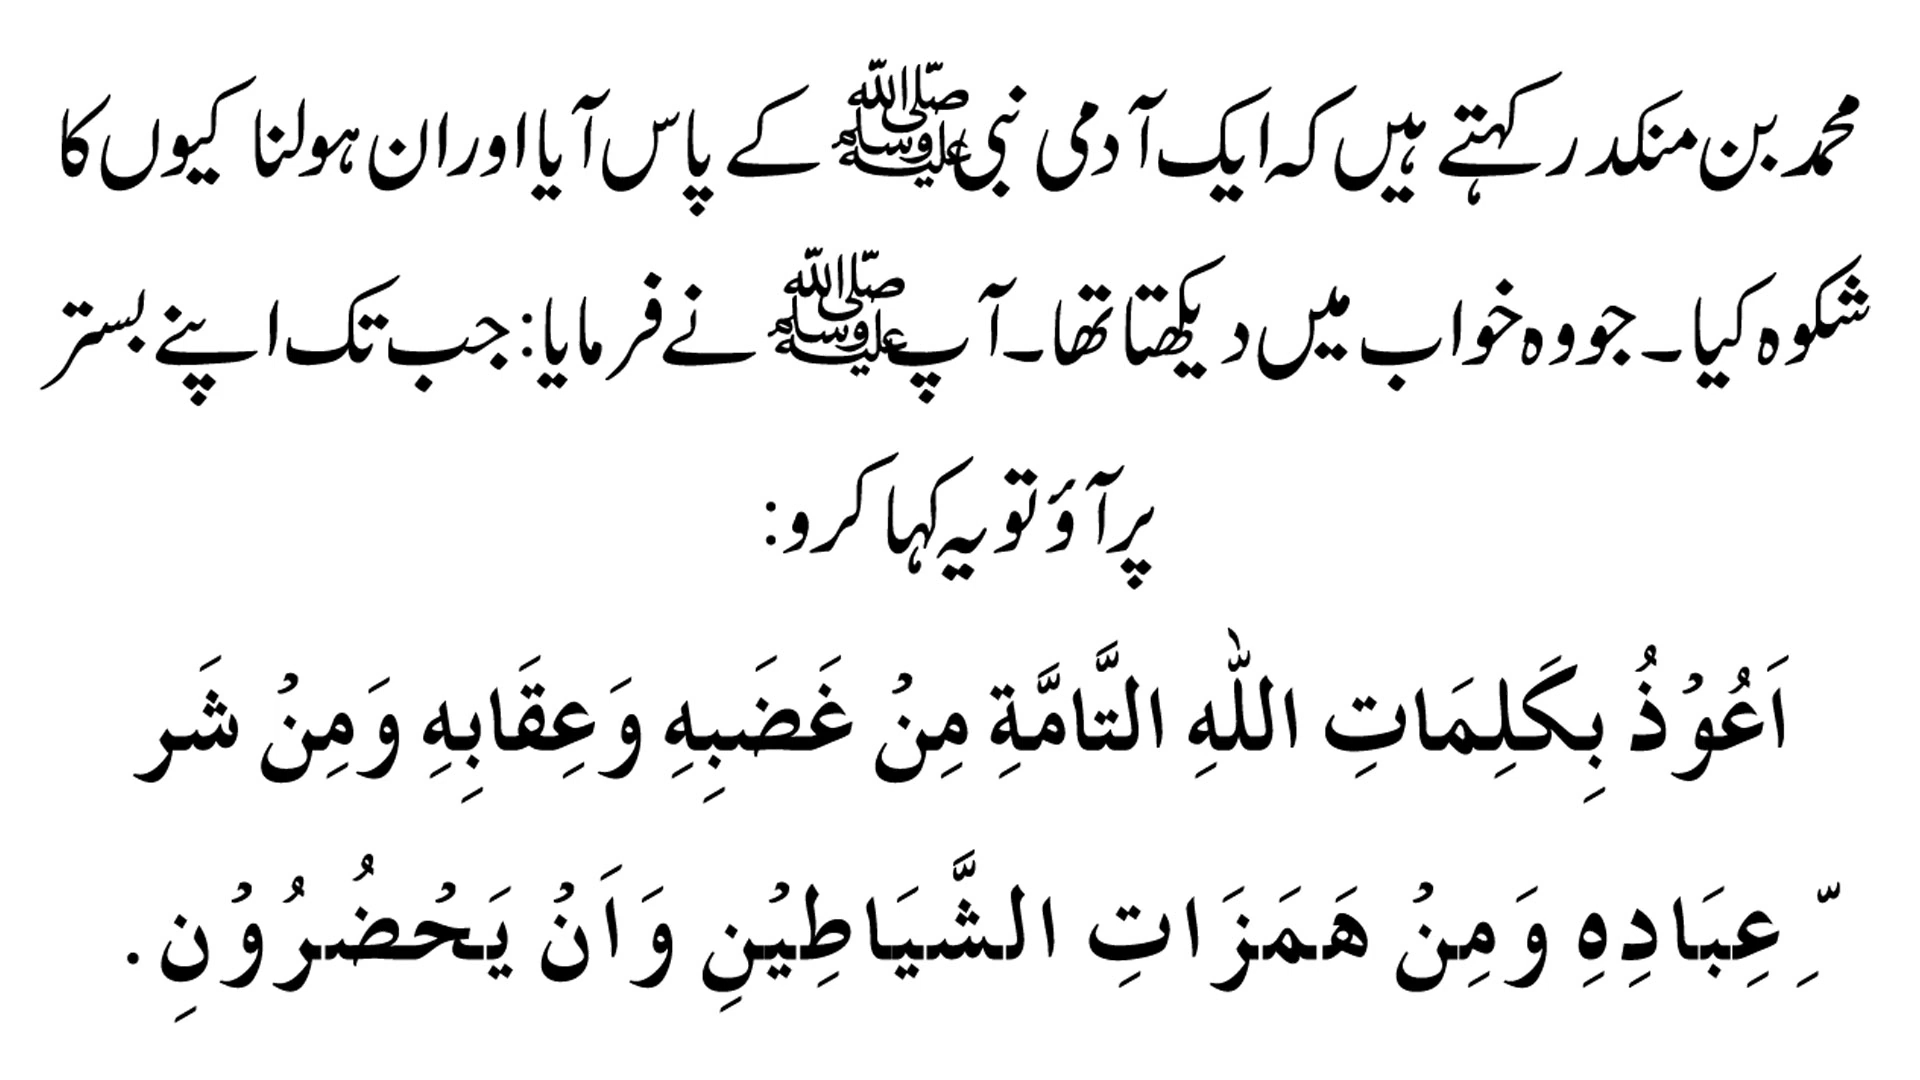 محمد بن منکدر کہتے ہیں کہ ایک آدمی نبی ﷺ کے پاس آیا اور ان ہولنا کیوں کا
شکوہ کیا۔ جو وہ خواب میں دیکھتا تھا۔ آپ ﷺ نے فرمایا: جب تک اپنے بستر
پر آؤ تو یہ کہا کرو:
اَعُوْذُ بِكَلِمَاتِ اللّٰهِ التَّامَّةِ مِنْ غَضَبِهِ وَعِقَابِهِ وَمِنْ شَر
ِّ عِبَادِهِ وَمِنْ هَمَزَاتِ الشَّيَاطِيْنِ وَاَنْ يَحْضُرُوْنِ.